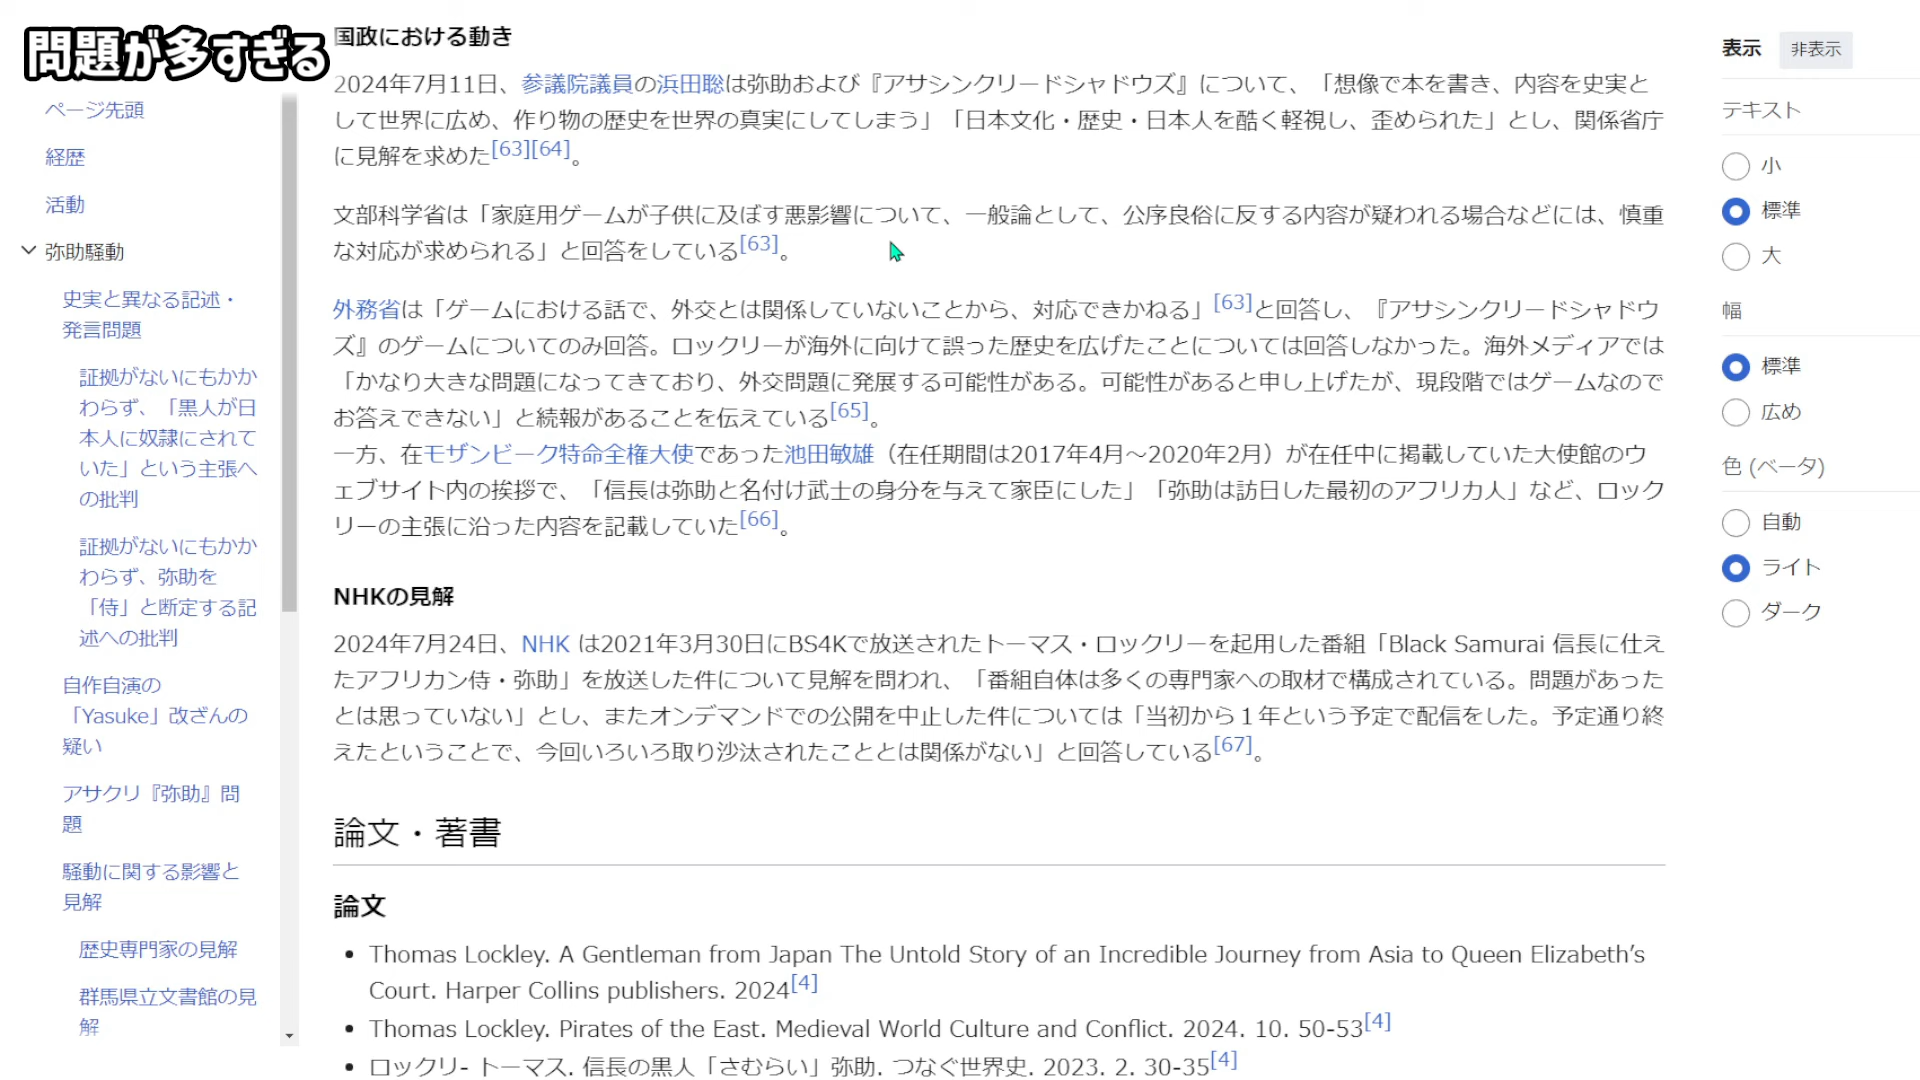 問題が多すぎる
ページ先頭
経歴
活動
弥助騒動
史実と異なる記述・
発言問題
証拠がないにもかか
わらず、「黒人が日
本人に奴隷にされて
いた」という主張へ
の批判
証拠がないにもかか
わらず、弥助を
「侍」と断定する記
述への批判
自作自演の
「Yasuke」改ざんの
疑い
アサクリ『弥助』問
題
騒動に関する影響と
見解
歴史専門家の見解
群馬県立文書館の見
解
国政における動き
2024年7月11日、参議院議員の浜田聡は弥助および『アサシンクリードシャドウズ』について、「想像で本を書き、内容を史実と
して世界に広め、作り物の歴史を世界の真実にしてしまう」「日本文化・歴史・日本人を酷く軽視し、歪められた」とし、関係省庁
に見解を求めた[63][64]。
文部科学省は「家庭用ゲームが子供に及ぼす悪影響について、一般論として、公序良俗に反する内容が疑われる場合などには、慎重
な対応が求められる」と回答をしている[63]。
外務省は「ゲームにおける話で、外交とは関係していないことから、対応できかねる」[63]と回答し、『アサシンクリードシャドウ
ズ』のゲームについてのみ回答。ロックリーが海外に向けて誤った歴史を広げたことについては回答しなかった。海外メディアでは
「かなり大きな問題になってきており、外交問題に発展する可能性がある。可能性があると申し上げたが、現段階ではゲームなので
お答えできない」と続報があることを伝えている[65]。
一方、在モザンビーク特命全権大使であった池田敏雄（在任期間は2017年4月～2020年2月）が在任中に掲載していた大使館のウ
ェブサイト内の挨拶で、「信長は弥助と名付け武士の身分を与えて家臣にした」「弥助は訪日した最初のアフリカ人」など、ロック
リーの主張に沿った内容を記載していた[66]。
NHKの見解
2024年7月24日、NHK は2021年3月30日にBS4Kで放送されたトーマス・ロックリーを起用した番組「Black Samurai 信長に仕え
たアフリカン侍・弥助」を放送した件について見解を問われ、「番組自体は多くの専門家への取材で構成されている。問題があった
とは思っていない」とし、またオンデマンドでの公開を中止した件については「当初から１年という予定で配信をした。予定通り終
えたということで、今回いろいろ取り沙汰されたこととは関係がない」と回答している[67]。
論文・著書
論文
• Thomas Lockley. A Gentleman from Japan The Untold Story of an Incredible Journey from Asia to Queen Elizabeth’s
Court. Harper Collins publishers. 2024[4]
• Thomas Lockley. Pirates of the East. Medieval World Culture and Conflict. 2024. 10. 50-53[4]
• ロックリ- トーマス. 信長の黒人「さむらい」弥助. つなぐ世界史. 2023. 2. 30-35[4]
表示 非表示
テキスト
小
標準
大
幅
標準
広め
色 (ベータ)
自動
ライト
ダーク